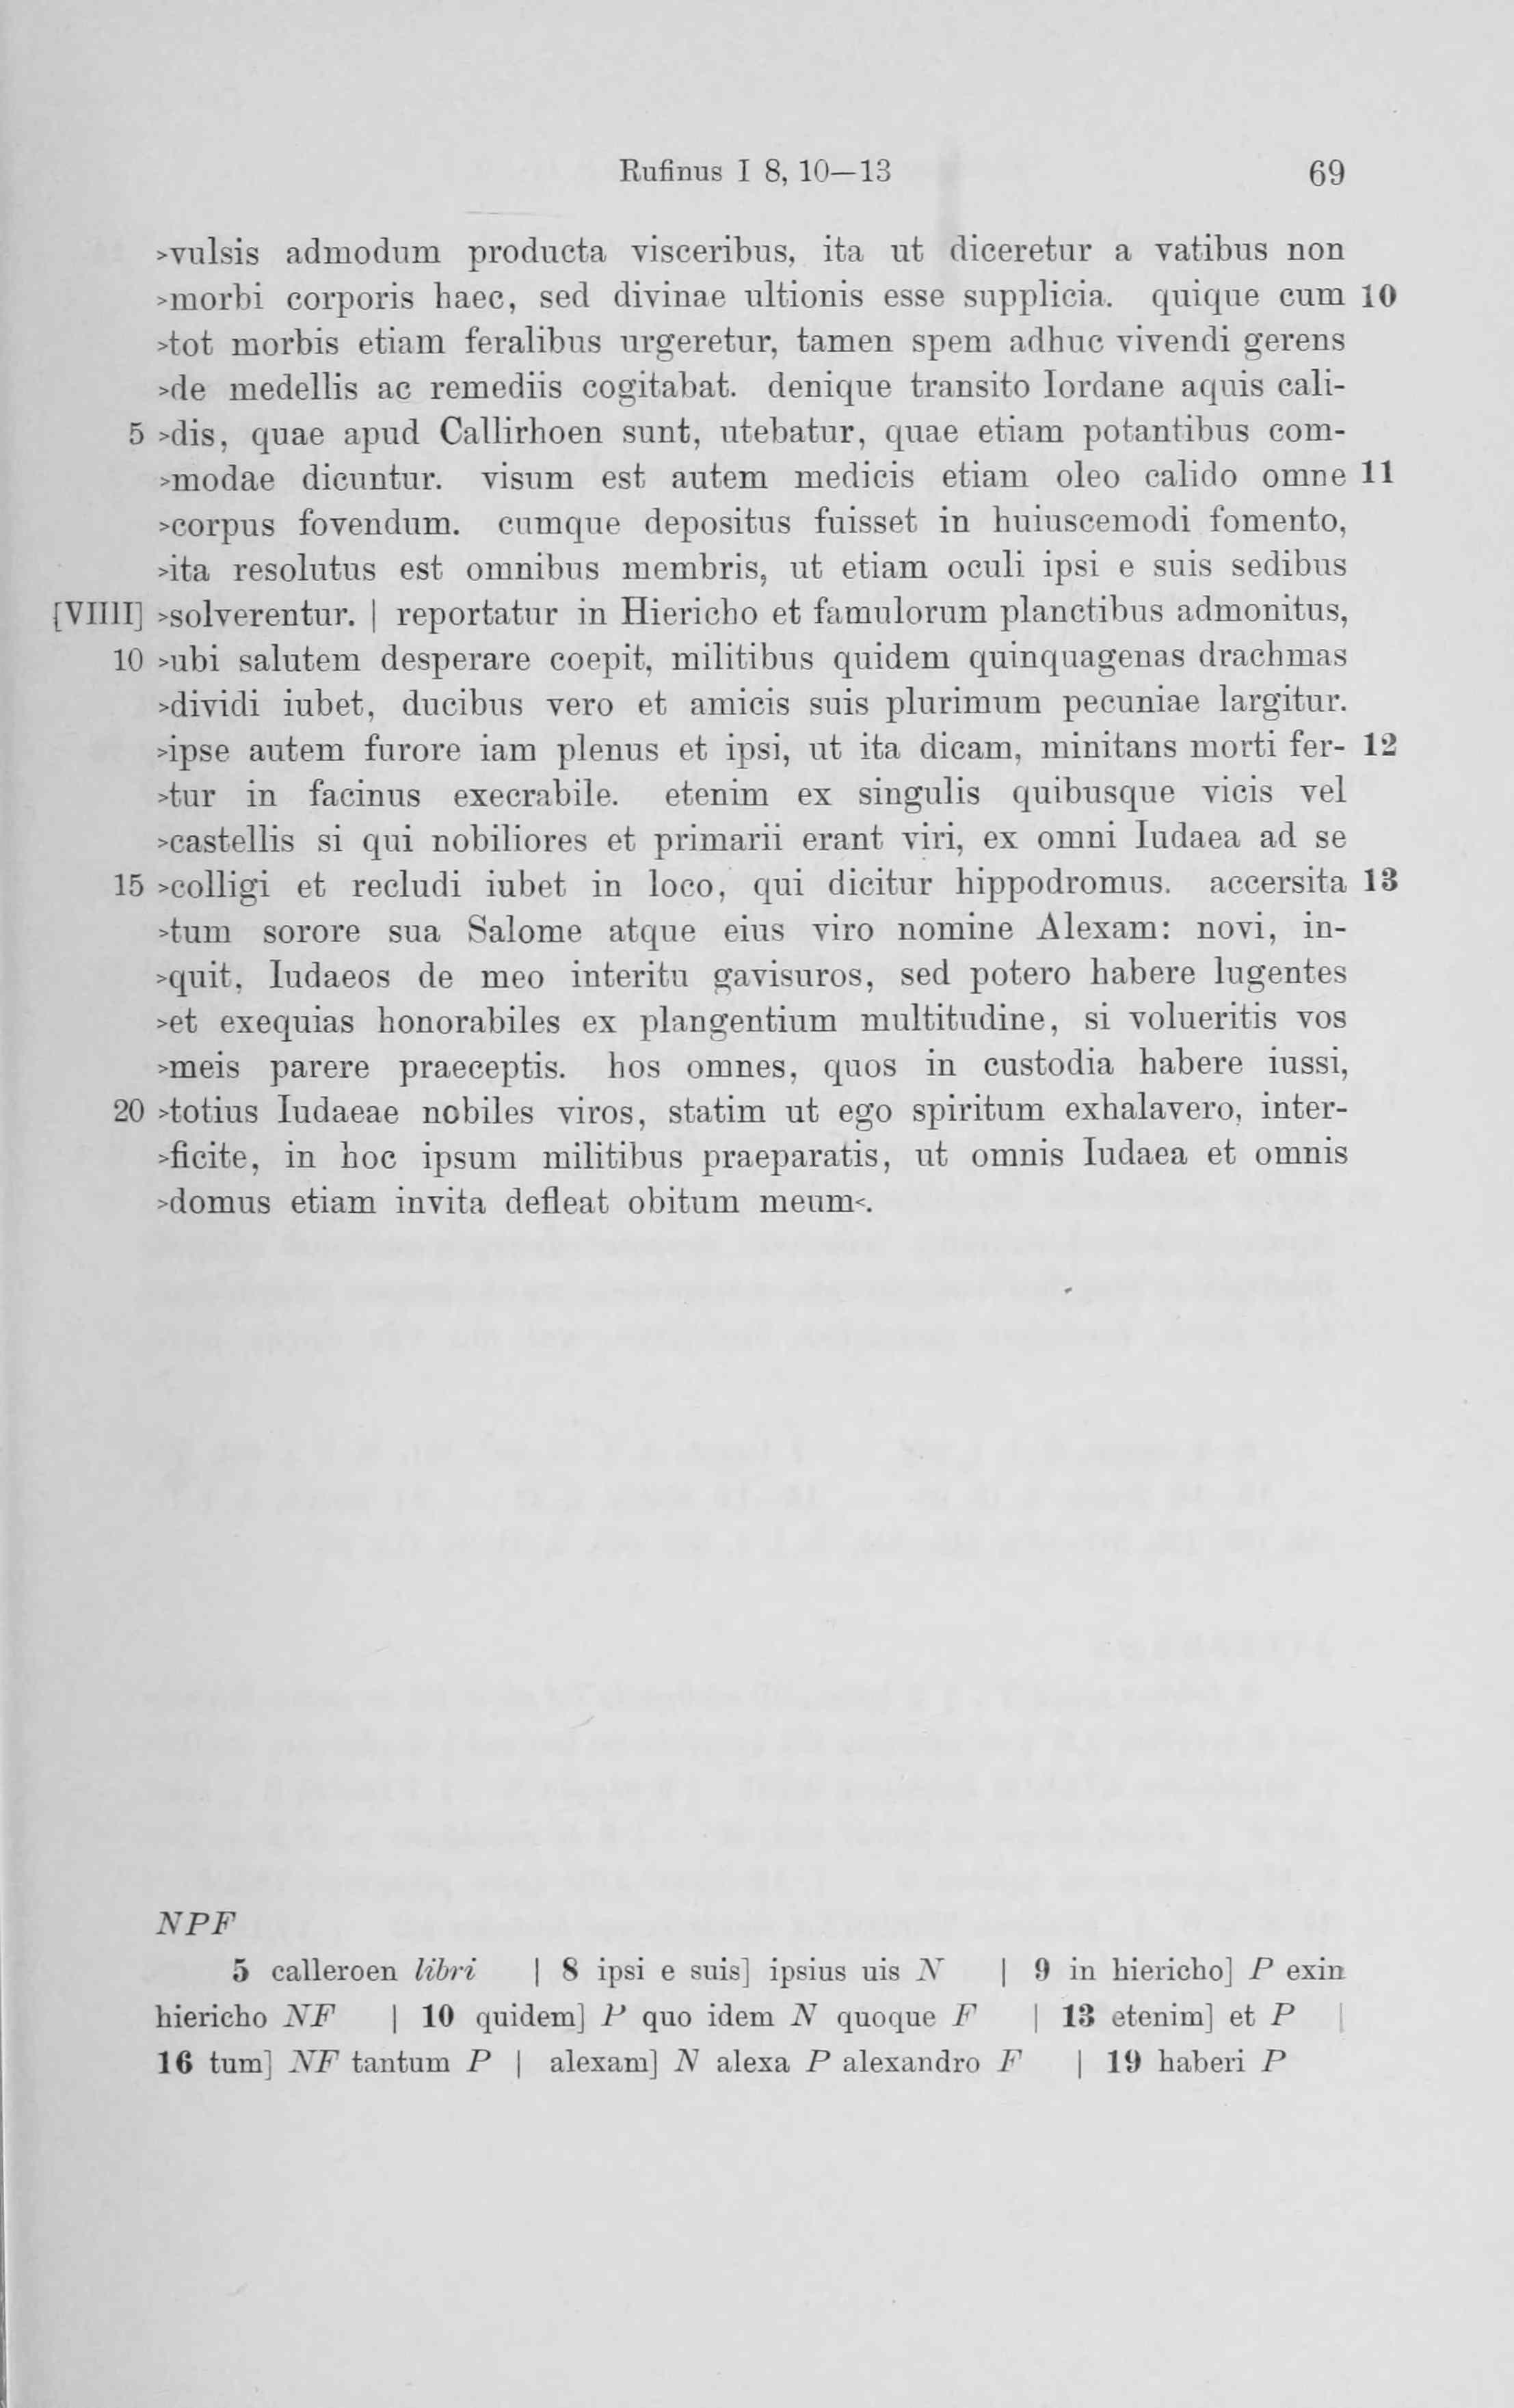 Rufinus I 8, 10—13 69
>vulsis admodum producta visceribus, ita ut diceretur a vatibus non
>morbi corporis haec, sed divinae ultionis esse supplicia. quique cum 10
>tot morbis etiam feralibus urgeretur, tamen spem adhuc vivendi gerens
>de medellis ac remediis cogitabat. denique transito Iordane aquis cali-
5 >dis, quae apud Callirhoen sunt, utebatur, quae etiam potantibus com-
>modae dicuntur. visum est autem medicis etiam oleo calido omne 11
>corpus fovendum. cumque depositus fuisset in huiuscemodi fomento,
>ita resolutus est omnibus membris, ut etiam oculi ipsi e suis sedibus
[VIIII] >solverentur. | reportatur in Hiericho et famulorum planctibus admonitus,
10 >ubi salutem desperare coepit, militibus quidem quinquagenas drachmas
>dividi iubet, ducibus vero et amicis suis plurimum pecuniae largitur.
>ipse autem furore iam plenus et ipsi, ut ita dicam, minitans morti fer- 12
>tur in facinus execrabile. etenim ex singulis quibusque vicis vel
>castellis si qui nobiliores et primarii erant viri, ex omni Iudaea ad se
15 >colligi et recludi iubet in loco, qui dicitur hippodromus. accersita 13
>tum sorore sua Salome atque eius viro nomine Alexam: novi, in-
>quit, Iudaeos de meo interitu gavisuros, sed potero habere lugentes
>et exequias honorabiles ex plangentium multitudine, si volueritis vos
>meis parere praeceptis. hos omnes, quos in custodia habere iussi,
20 >totius Iudaeae nobiles viros, statim ut ego spiritum exhalavero, inter-
>ficite, in hoc ipsum militibus praeparatis, ut omnis Iudaea et omnis
>domus etiam invita defleat obitum meum<.
NPF
5 calleroen libri | 8 ipsi e suis] ipsius uis N | 9 in hiericho] P exin
hiericho NF | 10 quidem] P quo idem N quoque F | 13 etenim] et P |
16 tum] NF tantum P | alexam] N alexa P alexandro F | 19 haberi P